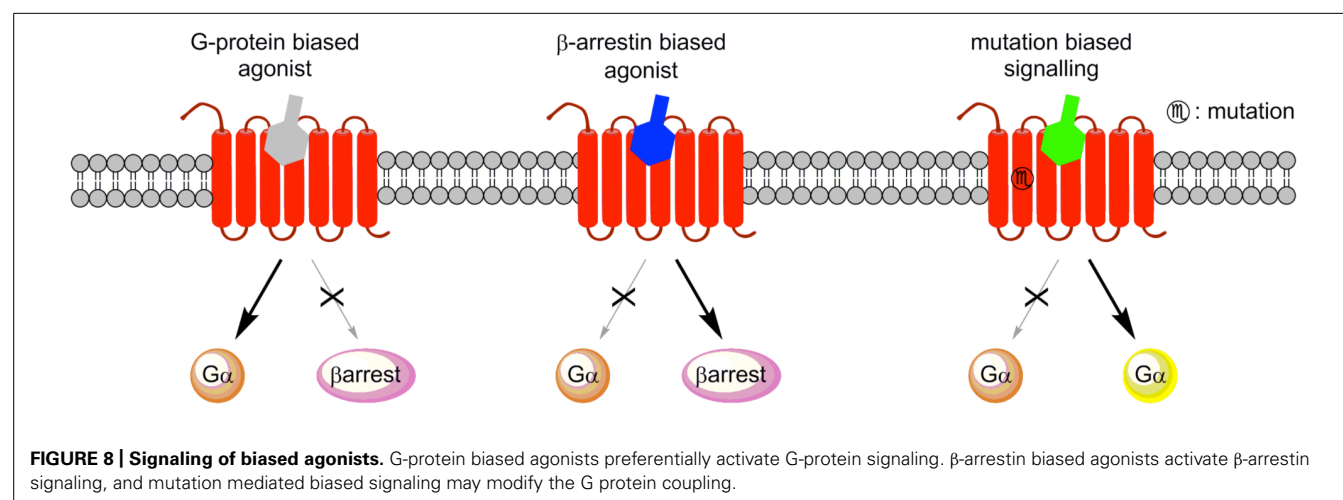 G-protein biased
agonist
β-arrestin biased
agonist
mutation biased
signalling
ⓜ : mutation
ⓜ
Gα
βarrest
Gα
βarrest
Gα
Gα
FIGURE 8 | Signaling of biased agonists. G-protein biased agonists preferentially activate G-protein signaling. β-arrestin biased agonists activate β-arrestin
signaling, and mutation mediated biased signaling may modify the G protein coupling.